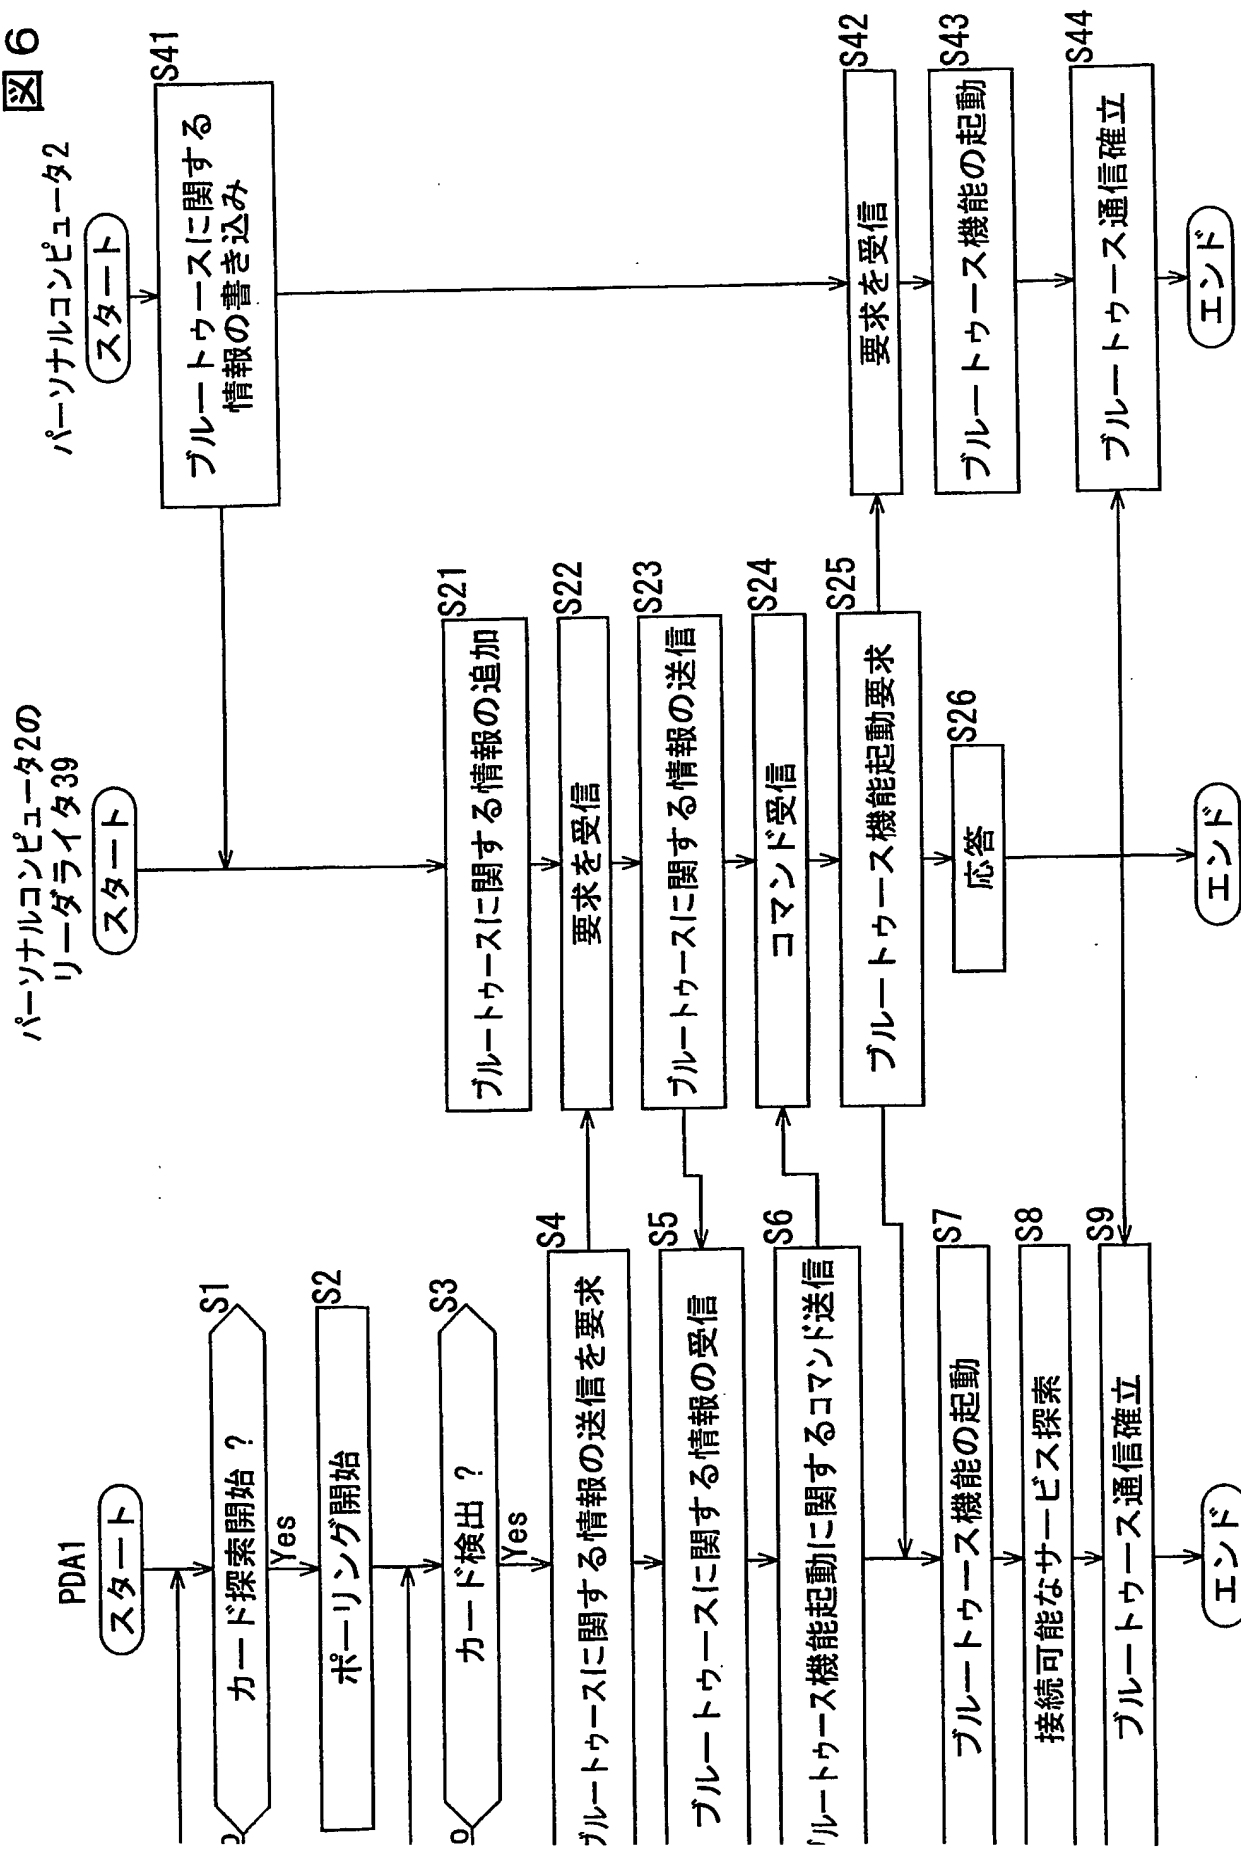 図6
PDA1
スタート
カード探索開始 ?
S1
Yes
ポーリング開始
S2
カード検出 ?
S3
Yes
ブルートゥースに関する情報の送信を要求
S4
ブルートゥースに関する情報の受信
S5
ブルートゥース機能起動に関するコマンド送信
S6
ブルートゥース機能の起動
S7
接続可能なサービス探索
S8
ブルートゥース通信確立
S9
エンド
パーソナルコンピュータ2の
リーダライタ39
スタート
ブルートゥースに関する情報の追加
S21
要求を受信
S22
ブルートゥースに関する情報の送信
S23
コマンド受信
S24
ブルートゥース機能起動要求
S25
応答
S26
エンド
パーソナルコンピュータ2
スタート
ブルートゥースに関する
情報の書き込み
S41
要求を受信
S42
ブルートゥース機能の起動
S43
ブルートゥース通信確立
S44
エンド